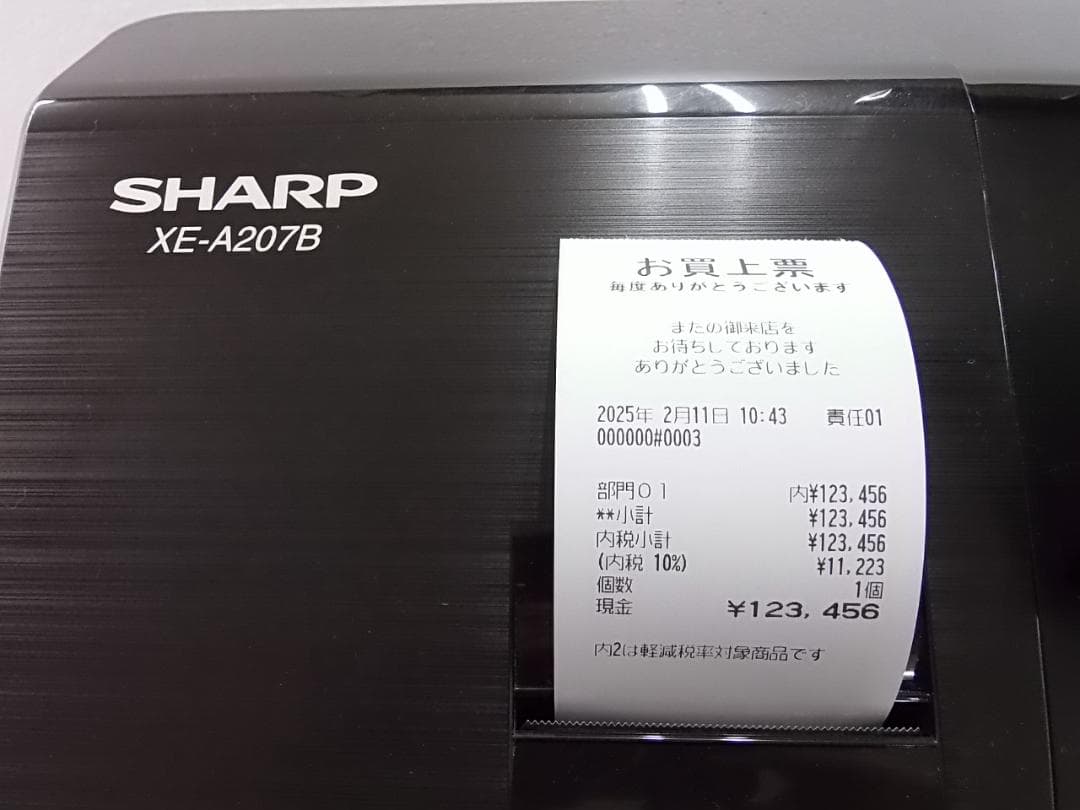 SHARP
XE-A207B
お買上票
毎度ありがとうございます
またの御来店を
お待ちしております
ありがとうございました
2025年 2月11日 10:43 責任01
000000#0003
部門01 内¥123,456
**小計 ¥123,456
内税小計 ¥123,456
(内税 10%) ¥11,223
個数 1個
現金 ¥123,456
内2は軽減税率対象商品です